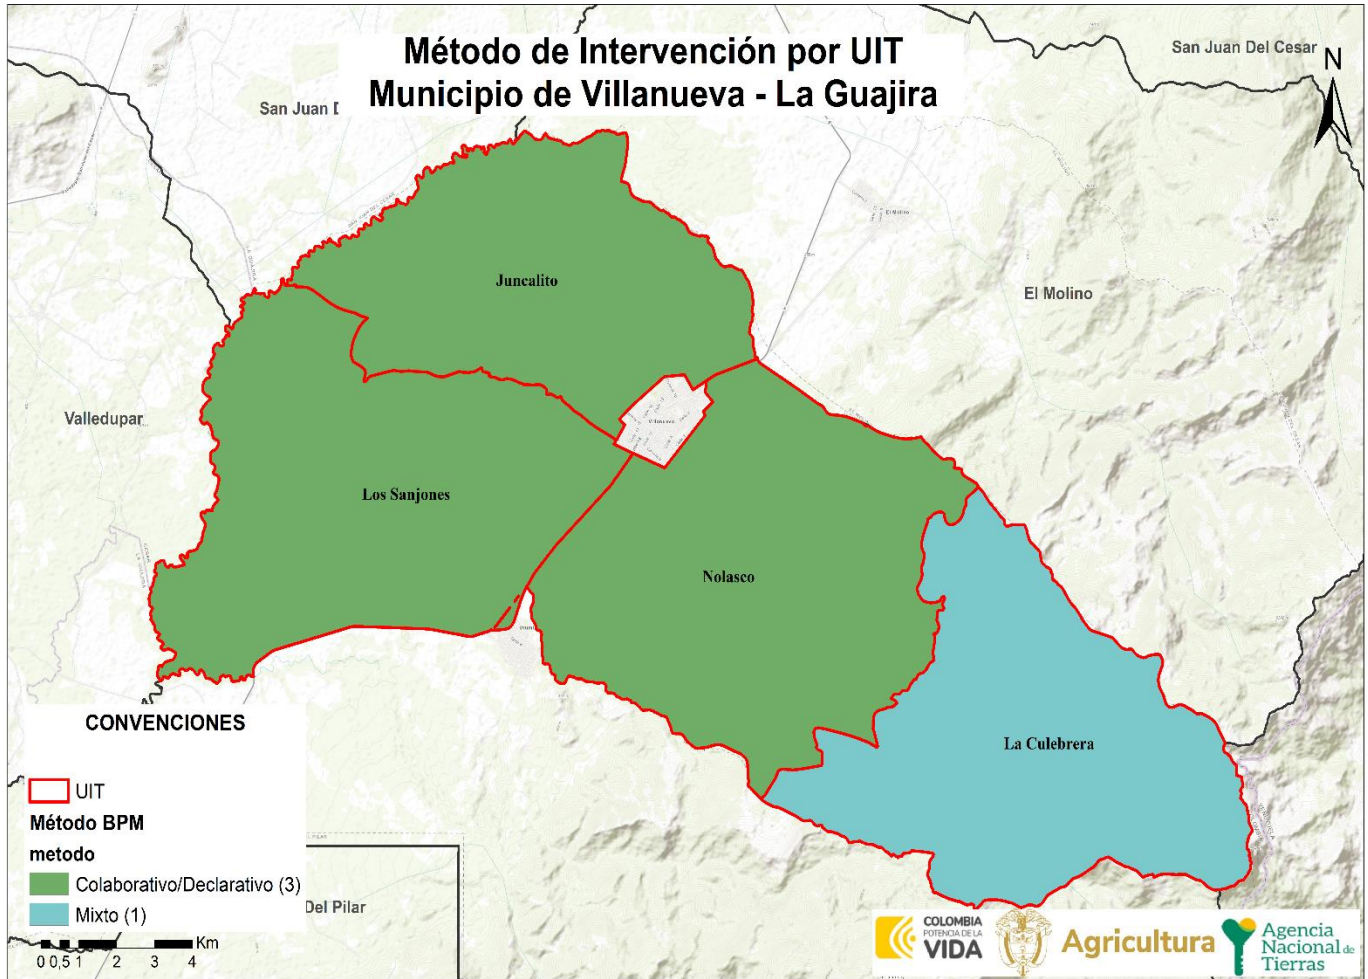 Método de Intervención por UIT
Municipio de Villanueva - La Guajira
San Juan Del Cesar
N
San Juan D
El Molino
Juncalito
El Molino
Valledupar
Villanueva
Los Sanjones
Nolasco
La Culebrera
CONVENCIONES
UIT
Método BPM
metodo
Colaborativo/Declarativo (3)
Mixto (1)
Km
0 0,5 1 2 3 4
Del Pilar
COLOMBIA
POTENCIA DE LA
VIDA
Agricultura
Agencia
Nacional de
Tierras